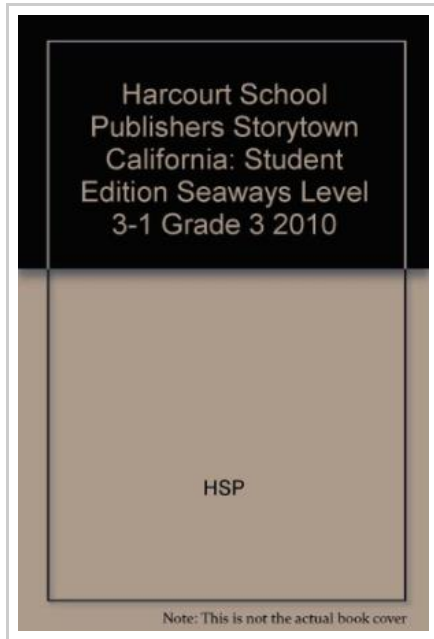 Harcourt School
Publishers Storytown
California: Student
Edition Seaways Level
3-1 Grade 3 2010
HSP
Note: This is not the actual book cover